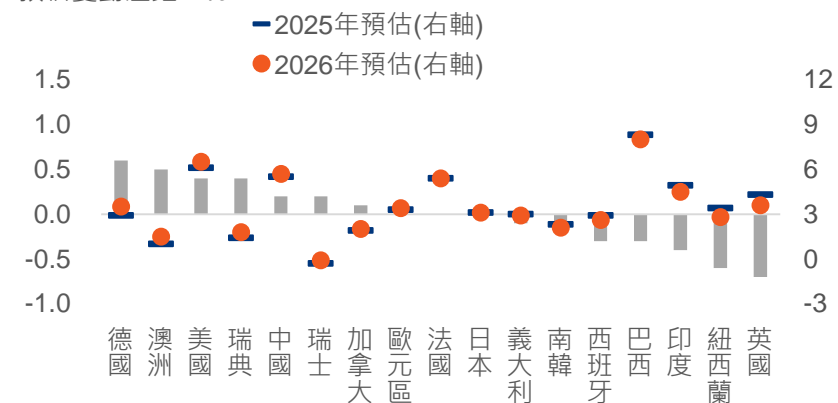 2025年預估(右軸)
2026年預估(右軸)
1.5 12
1.0 9
0.5 6
0.0 3
-0.5 0
-1.0 -3
德國 澳洲 美國 瑞典 中國 瑞士 加拿大 歐元區 法國 日本 義大利 南韓 西班牙 巴西 印度 紐西蘭 英國